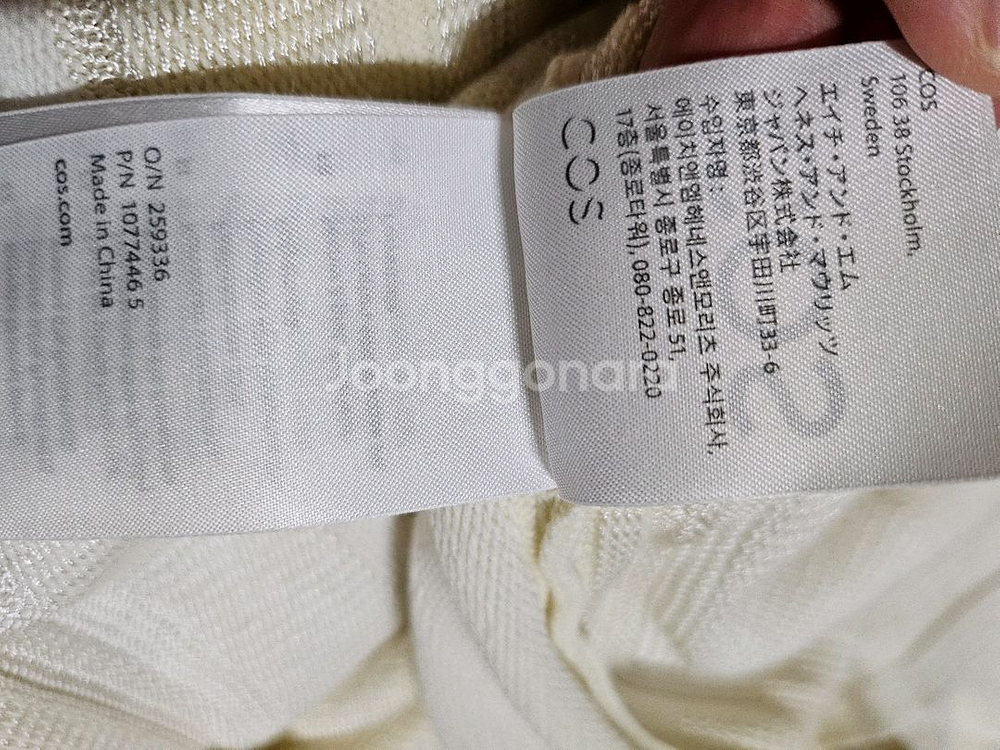 COS
106 38 Stockholm,
Sweden
エイチ・アンド・エム
ヘネス・アンド・マウリッツ
ジャパン株式会社
東京都渋谷区宇田川町33-6
수입자명 :
에이치앤엠헤네스앤모리츠 주식회사,
서울특별시 종로구 종로 51,
17층(종로타워), 080-822-0220
COS
O/N 259336
P/N 1077446 5
Made in China
cos.com
Joonggonara